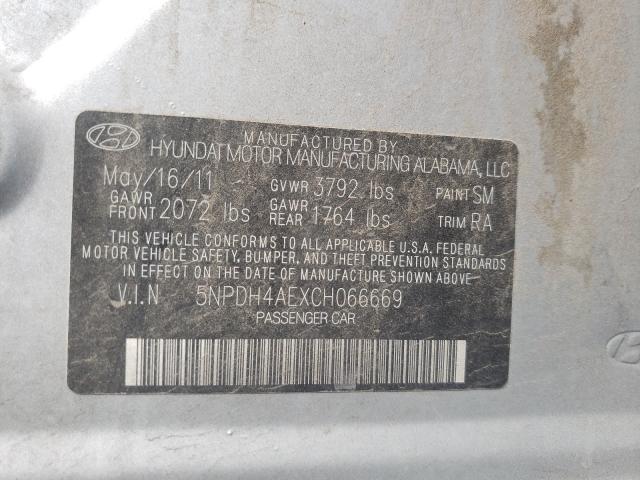 MANUFACTURED BY
HYUNDAI MOTOR MANUFACTURING ALABAMA, LLC
May/16/11 GVWR 3792 lbs PAINT SM
GAWR FRONT 2072 lbs GAWR REAR 1764 lbs TRIM RA
THIS VEHICLE CONFORMS TO ALL APPLICABLE U.S.A. FEDERAL
MOTOR VEHICLE SAFETY, BUMPER, AND THEFT PREVENTION STANDARDS
IN EFFECT ON THE DATE OF MANUFACTURE SHOWN ABOVE
V.I.N 5NPDH4AEXCH066669
PASSENGER CAR